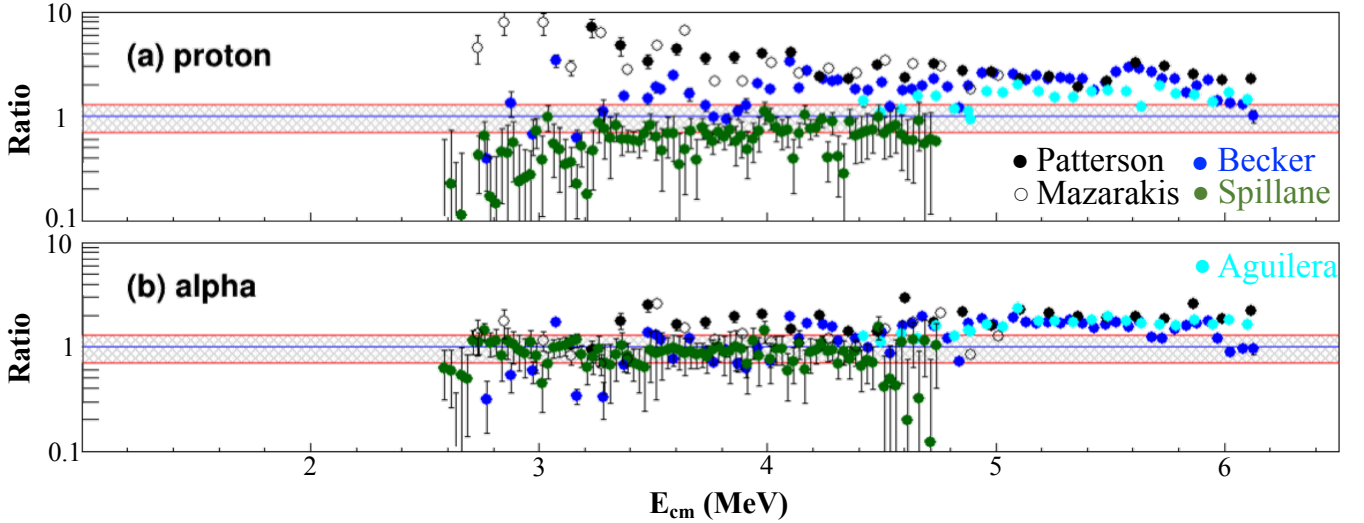 10
(a) proton
Ratio
1
Patterson
Becker
Mazarakis
Spillane
0.1
10
Aguilera
(b) alpha
Ratio
1
0.1
2 3 4 5 6
E_cm (MeV)